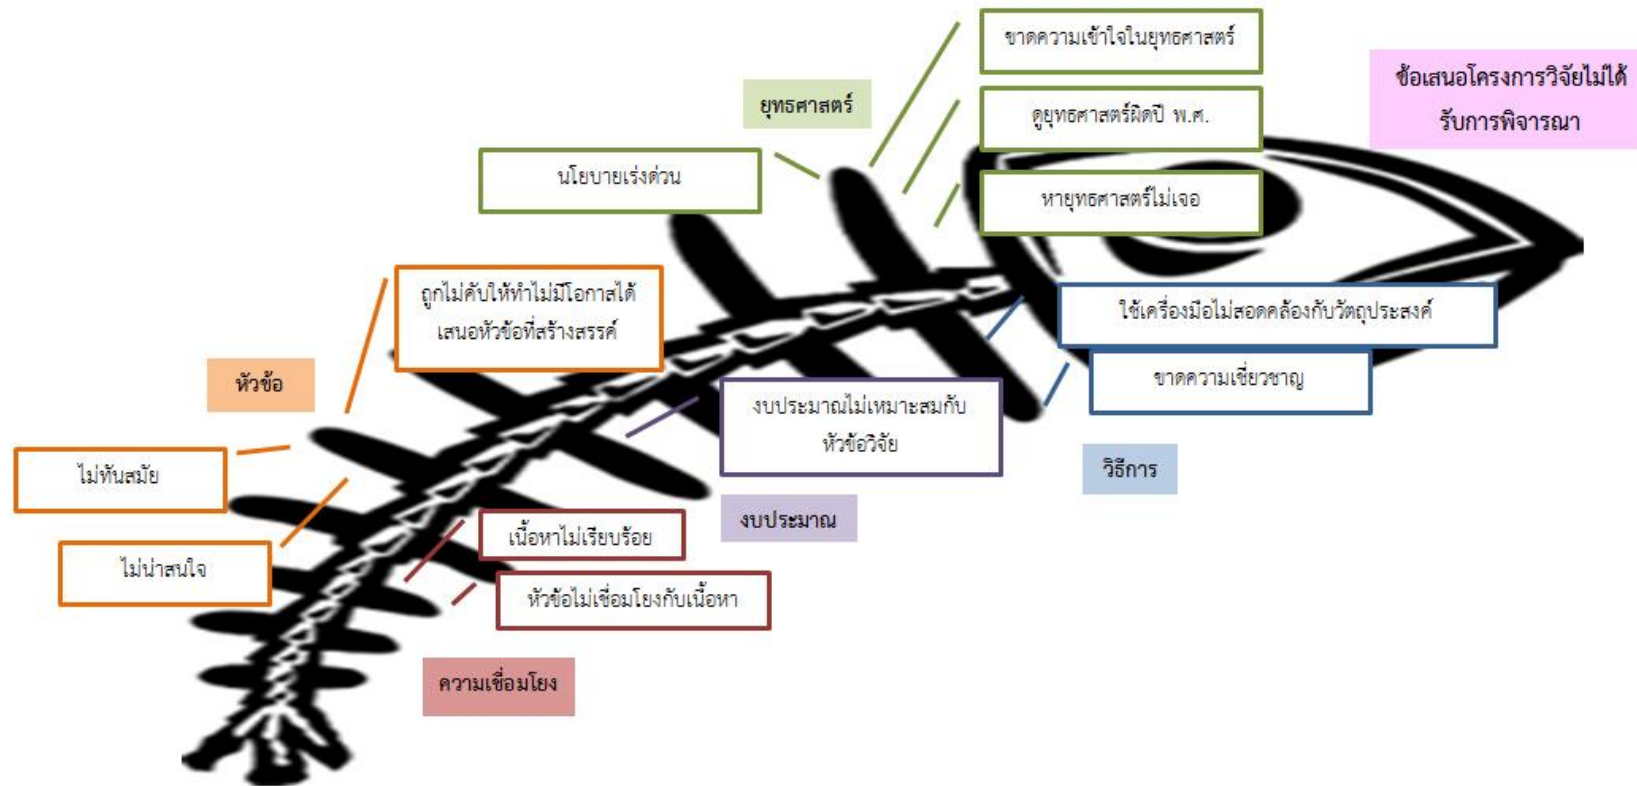 ขาดความเข้าใจในยุทธศาสตร์
ข้อเสนอโครงการวิจัยไม่ได้
รับการพิจารณา
ยุทธศาสตร์
ดูยุทธศาสตร์ผิดปี พ.ศ.
นโยบายเร่งด่วน
หายุทธศาสตร์ไม่เจอ
ถูกไม่คับให้ทำไม่มีโอกาสได้
เสนอหัวข้อที่สร้างสรรค์
ใช้เครื่องมือไม่สอดคล้องกับวัตถุประสงค์
หัวข้อ
ขาดความเชี่ยวชาญ
งบประมาณไม่เหมาะสมกับ
หัวข้อวิจัย
วิธีการ
ไม่ทันสมัย
งบประมาณ
เนื้อหาไม่เรียบร้อย
ไม่น่าสนใจ
หัวข้อไม่เชื่อมโยงกับเนื้อหา
ความเชื่อมโยง